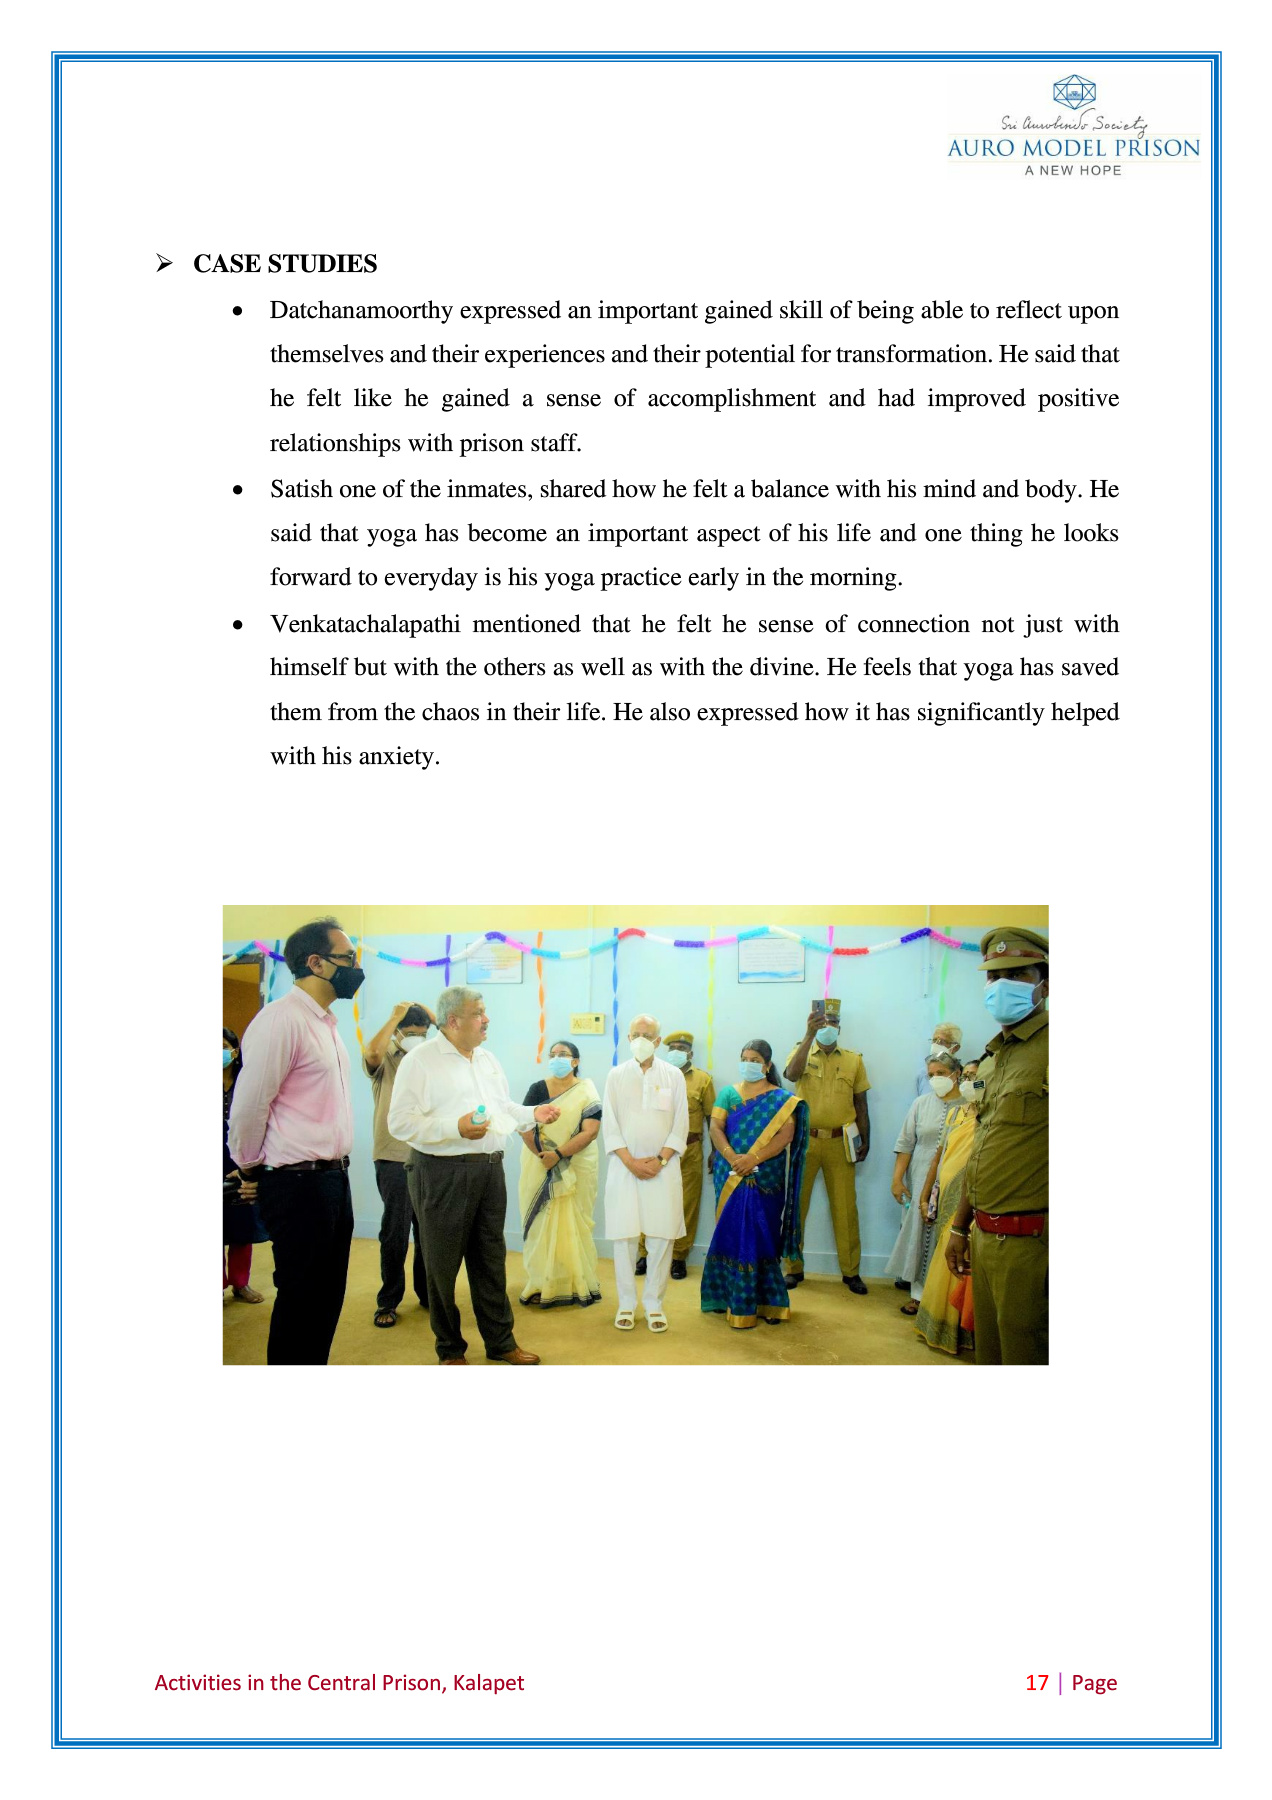 Sri Aurobindo Society
AURO MODEL PRISON
A NEW HOPE
➢ CASE STUDIES
• Datchanamoorthy expressed an important gained skill of being able to reflect upon
themselves and their experiences and their potential for transformation. He said that
he felt like he gained a sense of accomplishment and had improved positive
relationships with prison staff.
• Satish one of the inmates, shared how he felt a balance with his mind and body. He
said that yoga has become an important aspect of his life and one thing he looks
forward to everyday is his yoga practice early in the morning.
• Venkatachalapathi mentioned that he felt he sense of connection not just with
himself but with the others as well as with the divine. He feels that yoga has saved
them from the chaos in their life. He also expressed how it has significantly helped
with his anxiety.
Activities in the Central Prison, Kalapet 17 | Page